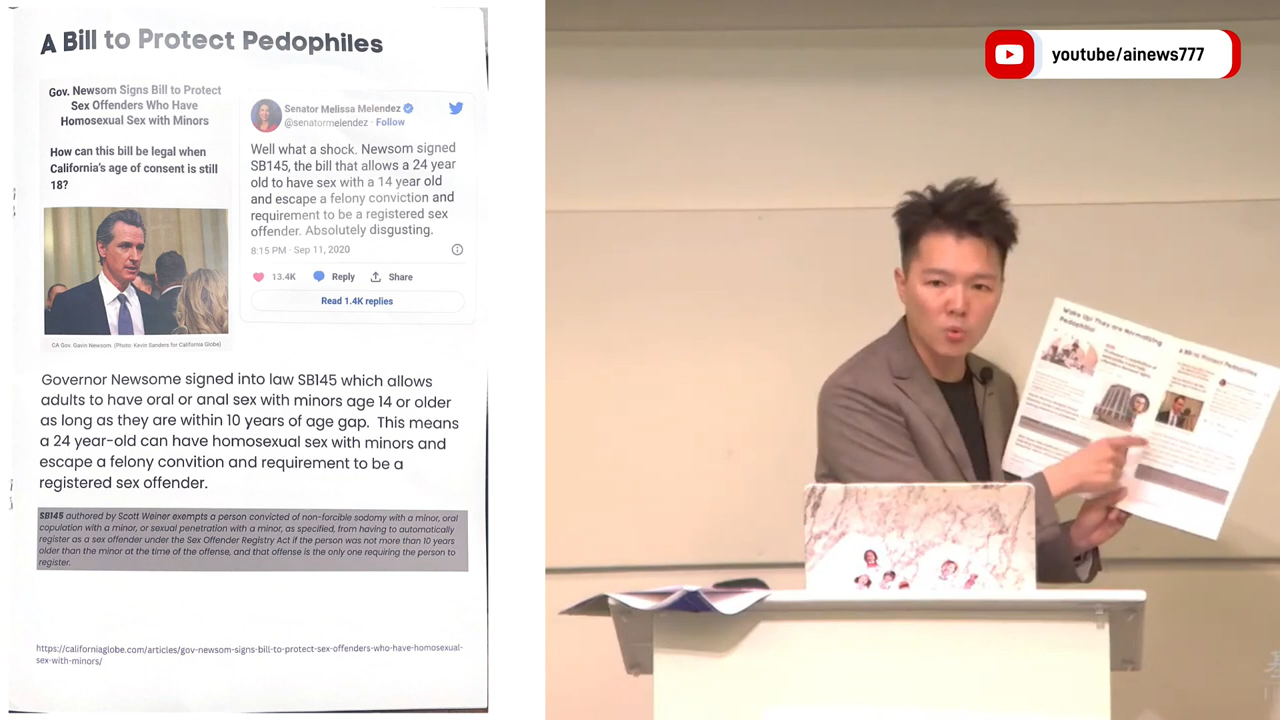 A Bill to Protect Pedophiles
Gov. Newsom Signs Bill to Protect
Sex Offenders Who Have
Homosexual Sex with Minors
How can this bill be legal when
California's age of consent is still
18?
CA Gov. Gavin Newsom. (Photo: Kevin Sanders for California Globe)
Senator Melissa Melendez
@senatormelendez · Follow
Well what a shock. Newsom signed
SB145, the bill that allows a 24 year
old to have sex with a 14 year old
and escape a felony conviction and
requirement to be a registered sex
offender. Absolutely disgusting.
8:15 PM · Sep 11, 2020
13.4K Reply Share
Read 1.4K replies
Governor Newsome signed into law SB145 which allows
adults to have oral or anal sex with minors age 14 or older
as long as they are within 10 years of age gap. This means
a 24 year-old can have homosexual sex with minors and
escape a felony convition and requirement to be a
registered sex offender.
SB145 authored by Scott Weiner exempts a person convicted of non-forcible sodomy with a minor, oral
copulation with a minor, or sexual penetration with a minor, as specified, from having to automatically
register as a sex offender under the Sex Offender Registry Act if the person was not more than 10 years
older than the minor at the time of the offense, and that offense is the only one requiring the person to
register.
https://californiaglobe.com/articles/gov-newsom-signs-bill-to-protect-sex-offenders-who-have-homosexual-
sex-with-minors/
youtube/ainews777
Wake Up! They are Normalizing
Pedophilia
A Bill to Protect Pedophiles